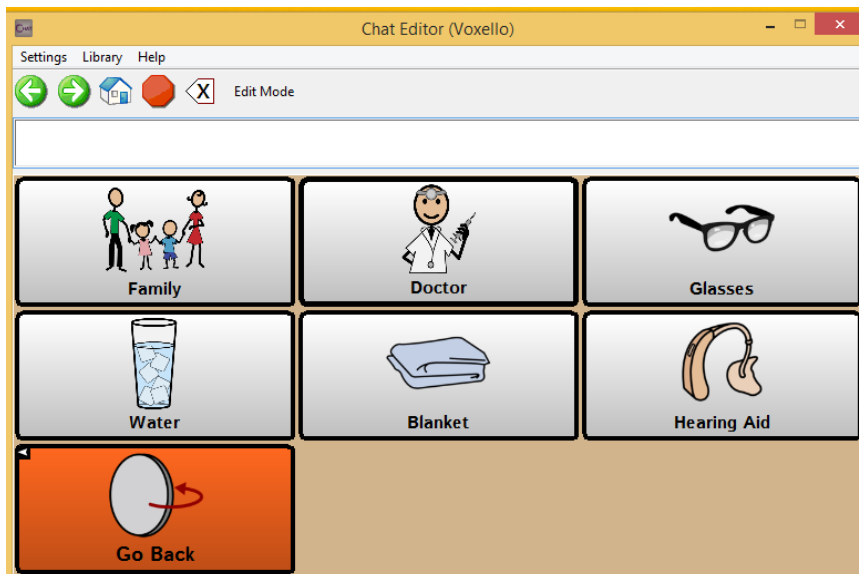 Chat Editor (Voxello)
Settings Library Help
X Edit Mode
Family Doctor Glasses
Water Blanket Hearing Aid
Go Back